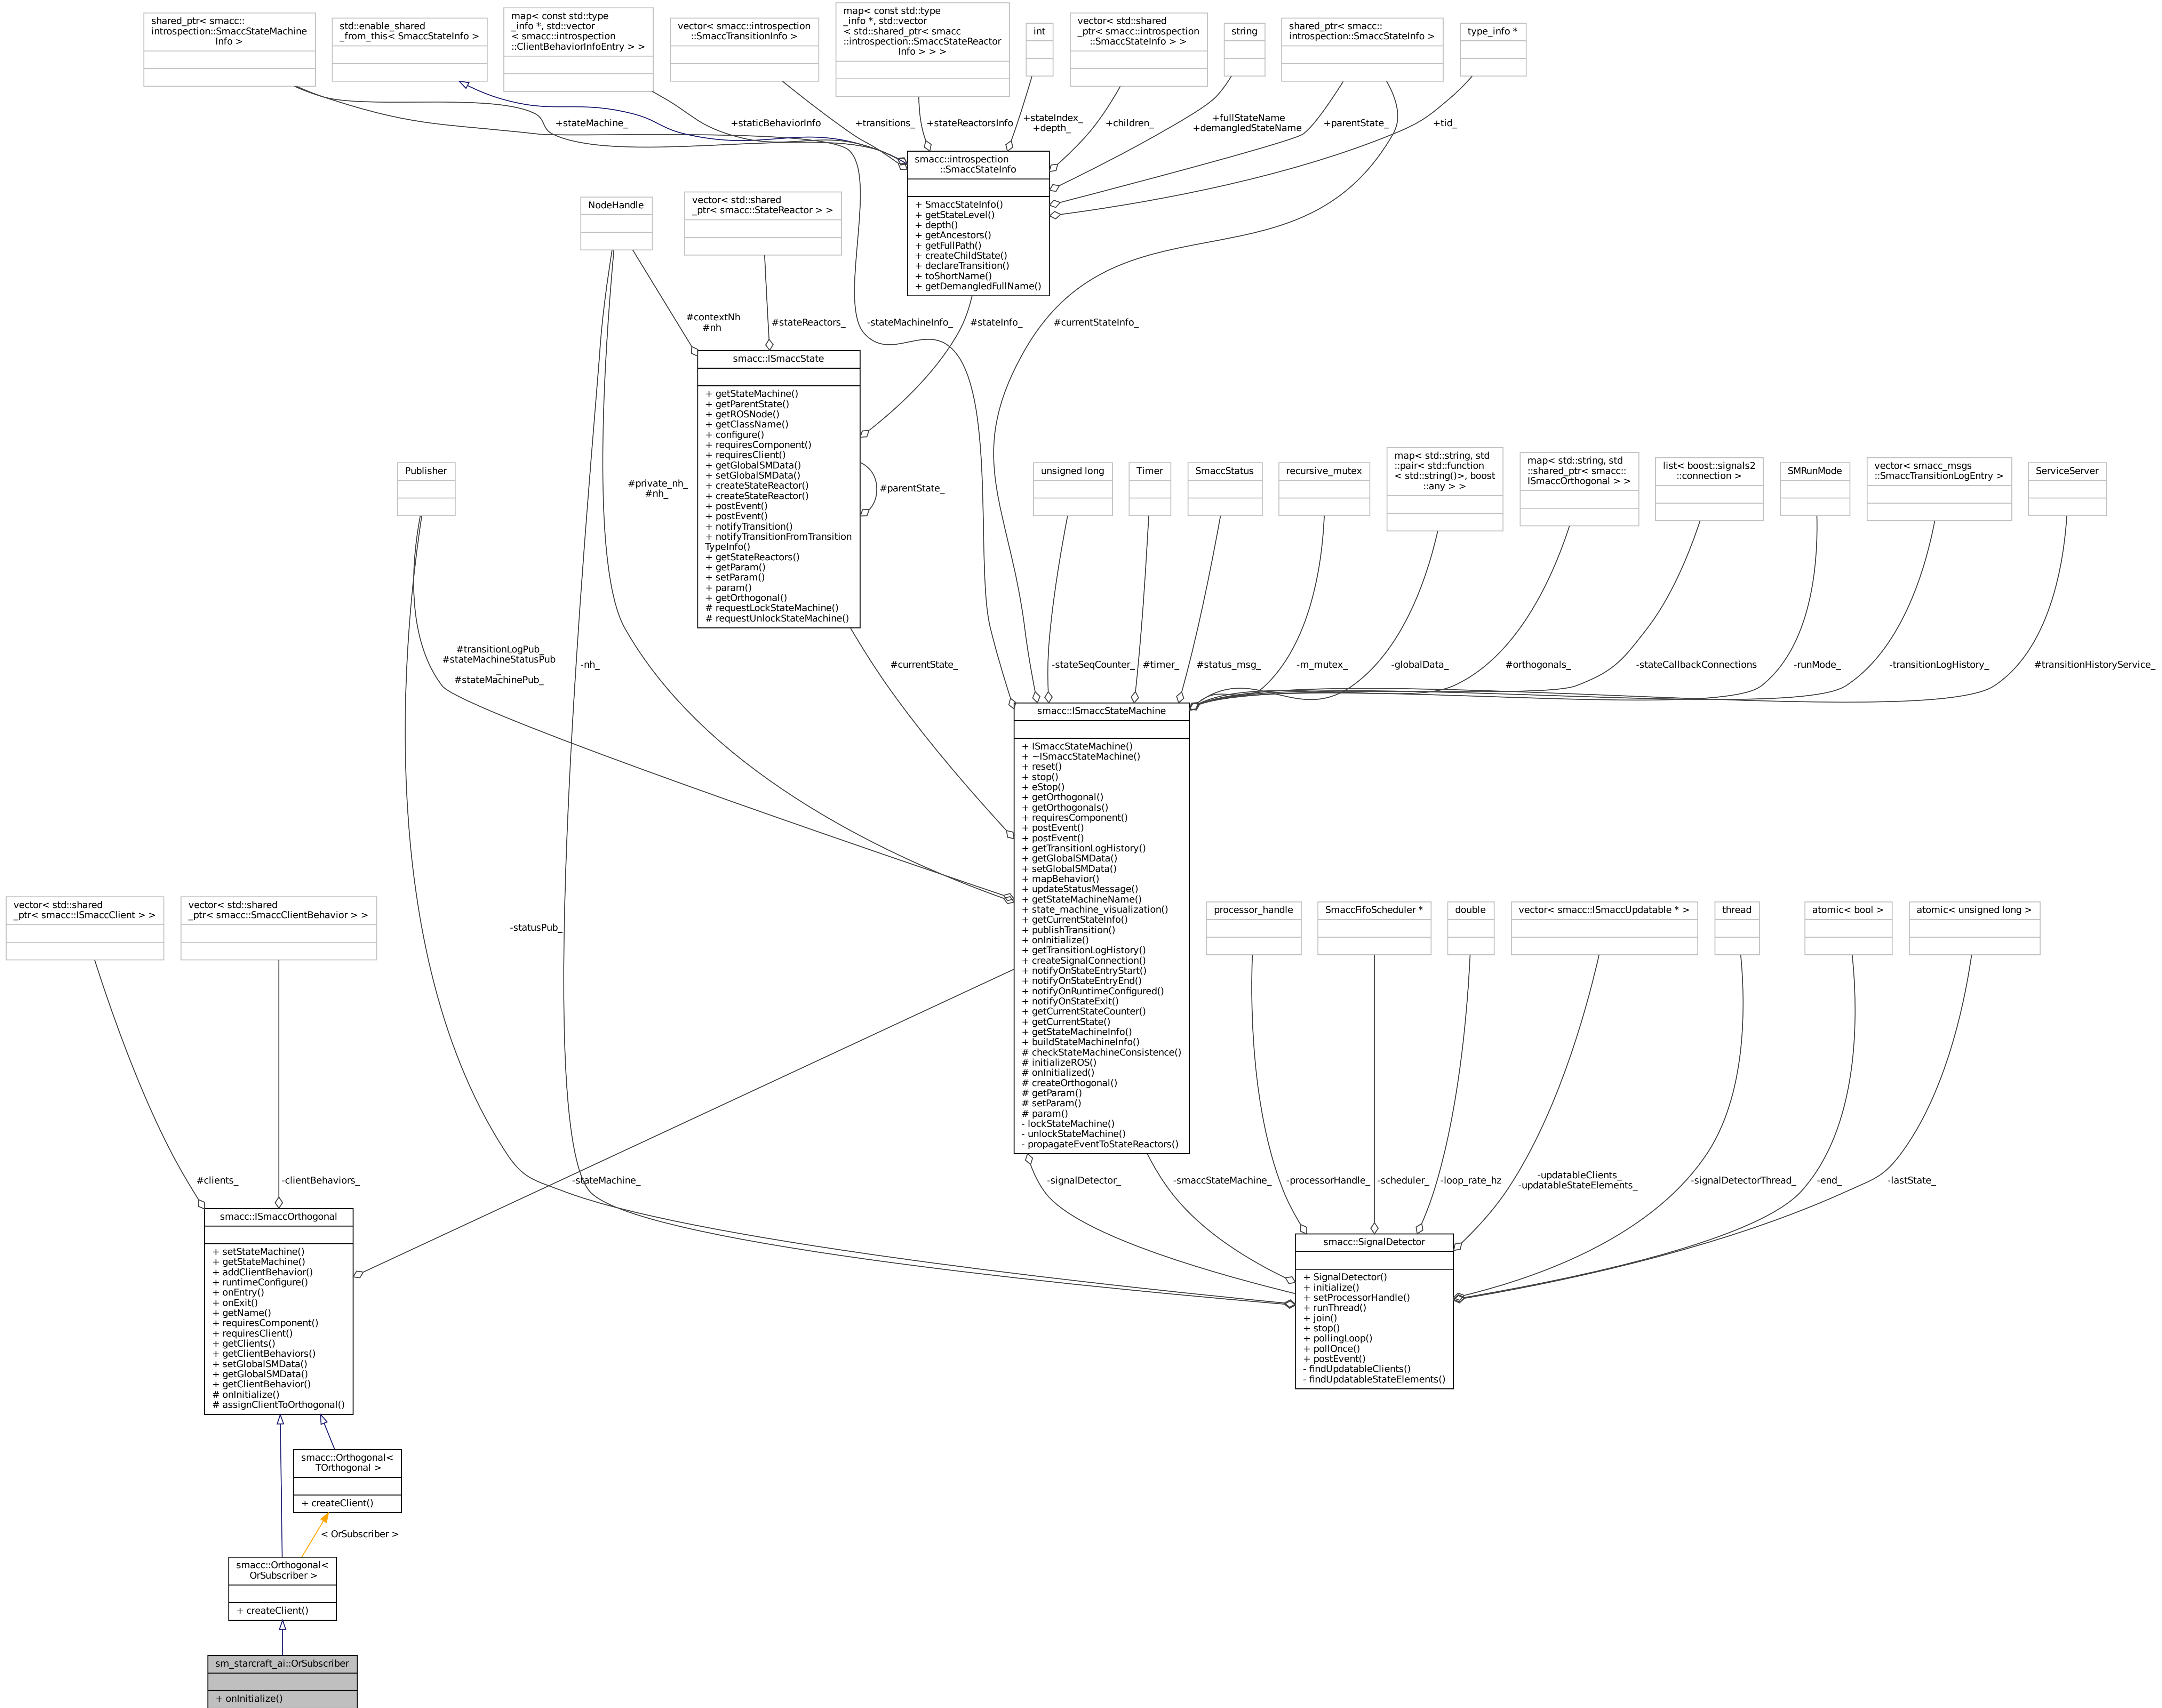 shared_ptr< smacc::
introspection::SmaccStateMachine
Info >
std::enable_shared
_from_this< SmaccStateInfo >
map< const std::type
_info *, std::vector
< smacc::introspection
::ClientBehaviorInfoEntry > >
vector< smacc::introspection
::SmaccTransitionInfo >
map< const std::type
_info *, std::vector
< std::shared_ptr< smacc
::introspection::SmaccStateReactor
Info > > >
int
vector< std::shared
_ptr< smacc::introspection
::SmaccStateInfo > >
string
shared_ptr< smacc::
introspection::SmaccStateInfo >
type_info *
+stateMachine_
+staticBehaviorInfo
+transitions_
+stateReactorsInfo
+stateIndex_
+depth_
+children_
+fullStateName
+demangledStateName
+parentState_
+tid_
smacc::introspection
::SmaccStateInfo
+ SmaccStateInfo()
+ getStateLevel()
+ depth()
+ getAncestors()
+ getFullPath()
+ createChildState()
+ declareTransition()
+ toShortName()
+ getDemangledFullName()
NodeHandle
vector< std::shared
_ptr< smacc::StateReactor > >
#contextNh
#nh
#stateReactors_
-stateMachineInfo_
#stateInfo_
#currentStateInfo_
smacc::ISmaccState
+ getStateMachine()
+ getParentState()
+ getROSNode()
+ getClassName()
+ configure()
+ requiresComponent()
+ requiresClient()
+ getGlobalSMData()
+ setGlobalSMData()
+ createStateReactor()
+ createStateReactor()
+ postEvent()
+ postEvent()
+ notifyTransition()
+ notifyTransitionFromTransition
TypeInfo()
+ getStateReactors()
+ getParam()
+ setParam()
+ param()
+ getOrthogonal()
# requestLockStateMachine()
# requestUnlockStateMachine()
#parentState_
Publisher
#private_nh_
#nh_
unsigned long
Timer
SmaccStatus
recursive_mutex
map< std::string, std
::pair< std::function
< std::string()>, boost
::any > >
map< std::string, std
::shared_ptr< smacc::
ISmaccOrthogonal > >
list< boost::signals2
::connection >
SMRunMode
vector< smacc_msgs
::SmaccTransitionLogEntry >
ServiceServer
#transitionLogPub_
#stateMachineStatusPub
_
#stateMachinePub_
-nh_
#currentState_
-stateSeqCounter_
#timer_
#status_msg_
-m_mutex_
-globalData_
#orthogonals_
-stateCallbackConnections
-runMode_
-transitionLogHistory_
#transitionHistoryService_
smacc::ISmaccStateMachine
+ ISmaccStateMachine()
+ ~ISmaccStateMachine()
+ reset()
+ stop()
+ eStop()
+ getOrthogonal()
+ getOrthogonals()
+ requiresComponent()
+ postEvent()
+ postEvent()
+ getTransitionLogHistory()
+ getGlobalSMData()
+ setGlobalSMData()
+ mapBehavior()
+ updateStatusMessage()
+ getStateMachineName()
+ state_machine_visualization()
+ getCurrentStateInfo()
+ publishTransition()
+ onInitialize()
+ getTransitionLogHistory()
+ createSignalConnection()
+ notifyOnStateEntryStart()
+ notifyOnStateEntryEnd()
+ notifyOnRuntimeConfigured()
+ notifyOnStateExit()
+ getCurrentStateCounter()
+ getCurrentState()
+ getStateMachineInfo()
+ buildStateMachineInfo()
# checkStateMachineConsistence()
# initializeROS()
# onInitialized()
# createOrthogonal()
# getParam()
# setParam()
# param()
- lockStateMachine()
- unlockStateMachine()
- propagateEventToStateReactors()
vector< std::shared
_ptr< smacc::ISmaccClient > >
vector< std::shared
_ptr< smacc::SmaccClientBehavior > >
-statusPub_
processor_handle
SmaccFifoScheduler *
double
vector< smacc::ISmaccUpdatable * >
thread
atomic< bool >
atomic< unsigned long >
#clients_
-clientBehaviors_
-stateMachine_
-signalDetector_
-smaccStateMachine_
-processorHandle_
-scheduler_
-loop_rate_hz
-updatableClients_
-updatableStateElements_
-signalDetectorThread_
-end_
-lastState_
smacc::ISmaccOrthogonal
+ setStateMachine()
+ getStateMachine()
+ addClientBehavior()
+ runtimeConfigure()
+ onEntry()
+ onExit()
+ getName()
+ requiresComponent()
+ requiresClient()
+ getClients()
+ getClientBehaviors()
+ setGlobalSMData()
+ getGlobalSMData()
+ getClientBehavior()
# onInitialize()
# assignClientToOrthogonal()
smacc::SignalDetector
+ SignalDetector()
+ initialize()
+ setProcessorHandle()
+ runThread()
+ join()
+ stop()
+ pollingLoop()
+ pollOnce()
+ postEvent()
- findUpdatableClients()
- findUpdatableStateElements()
smacc::Orthogonal<
TOrthogonal >
+ createClient()
< OrSubscriber >
smacc::Orthogonal<
OrSubscriber >
+ createClient()
sm_starcraft_ai::OrSubscriber
+ onInitialize()